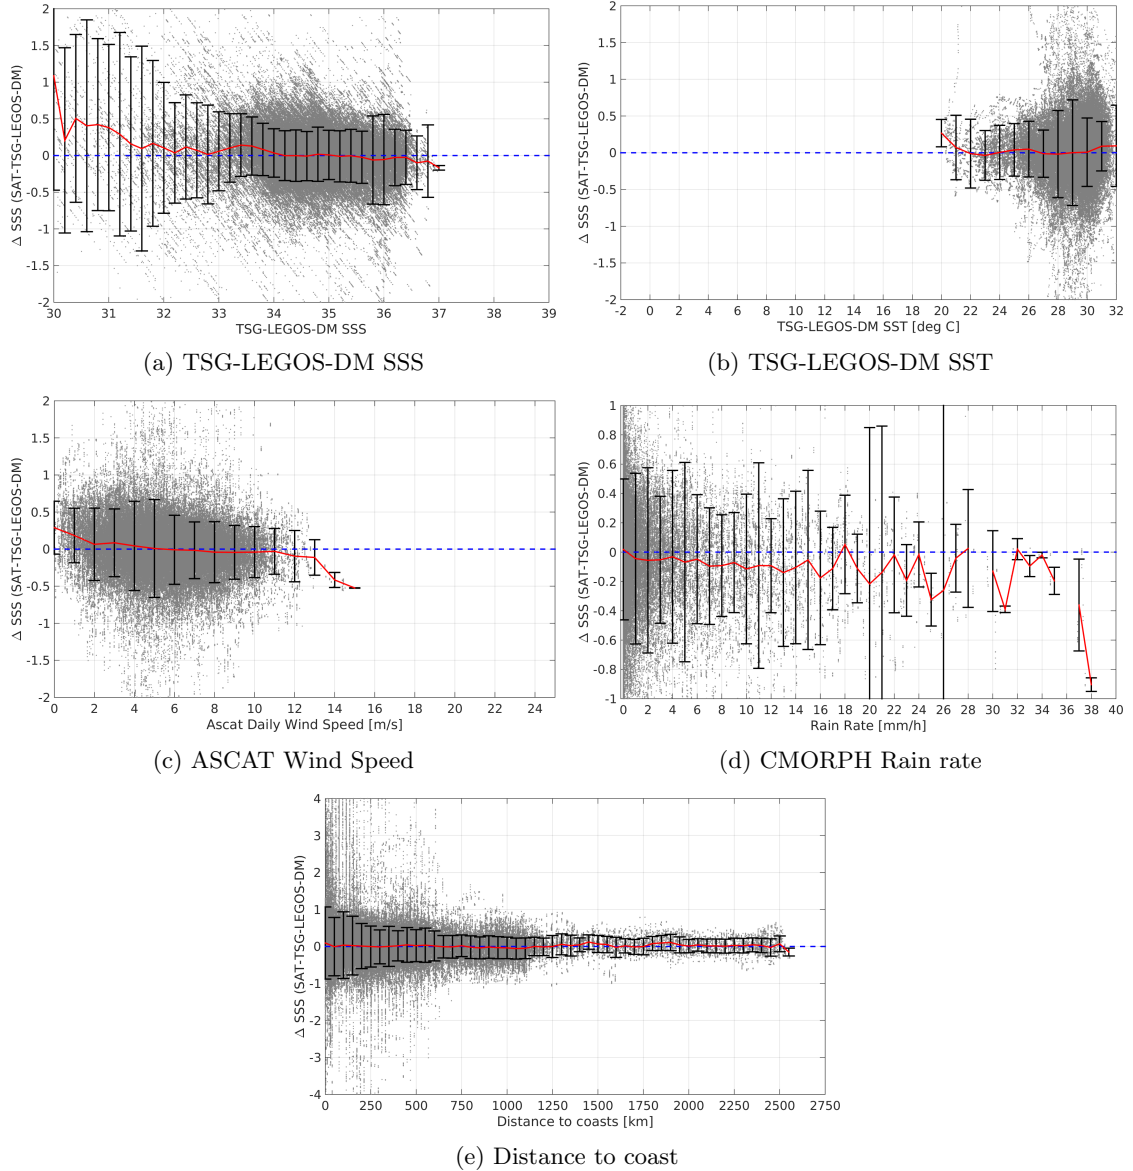 2
1.5
1
0.5
0
-0.5
-1
-1.5
-2
Δ SSS (SAT-TSG-LEGOS-DM)
30 31 32 33 34 35 36 37 38 39
TSG-LEGOS-DM SSS
(a) TSG-LEGOS-DM SSS
2
1.5
1
0.5
0
-0.5
-1
-1.5
-2
Δ SSS (SAT-TSG-LEGOS-DM)
-2 0 2 4 6 8 10 12 14 16 18 20 22 24 26 28 30 32
TSG-LEGOS-DM SST [deg C]
(b) TSG-LEGOS-DM SST
2
1.5
1
0.5
0
-0.5
-1
-1.5
-2
Δ SSS (SAT-TSG-LEGOS-DM)
0 2 4 6 8 10 12 14 16 18 20 22 24
Ascat Daily Wind Speed [m/s]
(c) ASCAT Wind Speed
1
0.8
0.6
0.4
0.2
0
-0.2
-0.4
-0.6
-0.8
-1
Δ SSS (SAT-TSG-LEGOS-DM)
0 2 4 6 8 10 12 14 16 18 20 22 24 26 28 30 32 34 36 38 40
Rain Rate [mm/h]
(d) CMORPH Rain rate
4
3
2
1
0
-1
-2
-3
-4
Δ SSS (SAT-TSG-LEGOS-DM)
0 250 500 750 1000 1250 1500 1750 2000 2250 2500 2750
Distance to coasts [km]
(e) Distance to coast